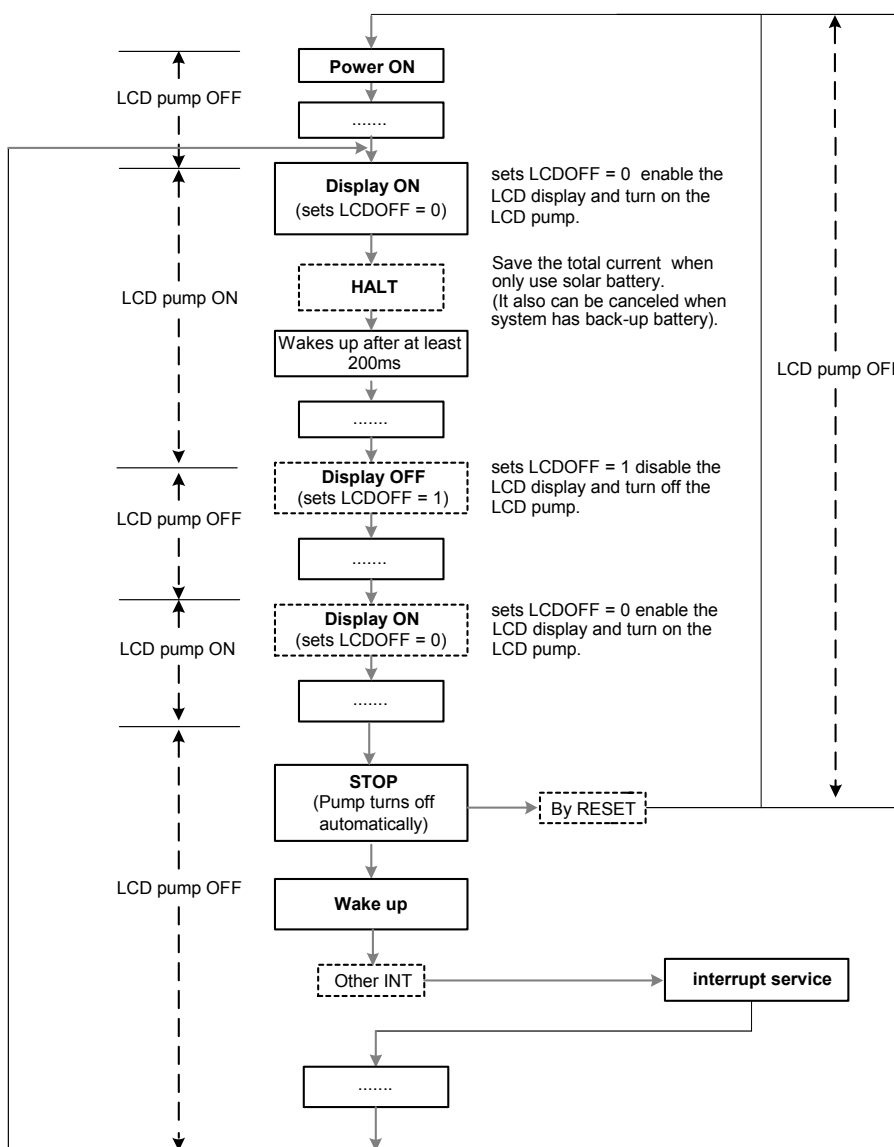 Power ON
LCD pump OFF
.......
Display ON
(sets LCDOFF = 0)
sets LCDOFF = 0 enable the
LCD display and turn on the
LCD pump.
LCD pump ON
HALT
Save the total current when
only use solar battery.
(It also can be canceled when
system has back-up battery).
Wakes up after at least
200ms
LCD pump OFF
.......
Display OFF
(sets LCDOFF = 1)
sets LCDOFF = 1 disable the
LCD display and turn off the
LCD pump.
LCD pump OFF
.......
Display ON
(sets LCDOFF = 0)
sets LCDOFF = 0 enable the
LCD display and turn on the
LCD pump.
LCD pump ON
.......
STOP
(Pump turns off
automatically)
By RESET
LCD pump OFF
Wake up
Other INT
interrupt service
.......